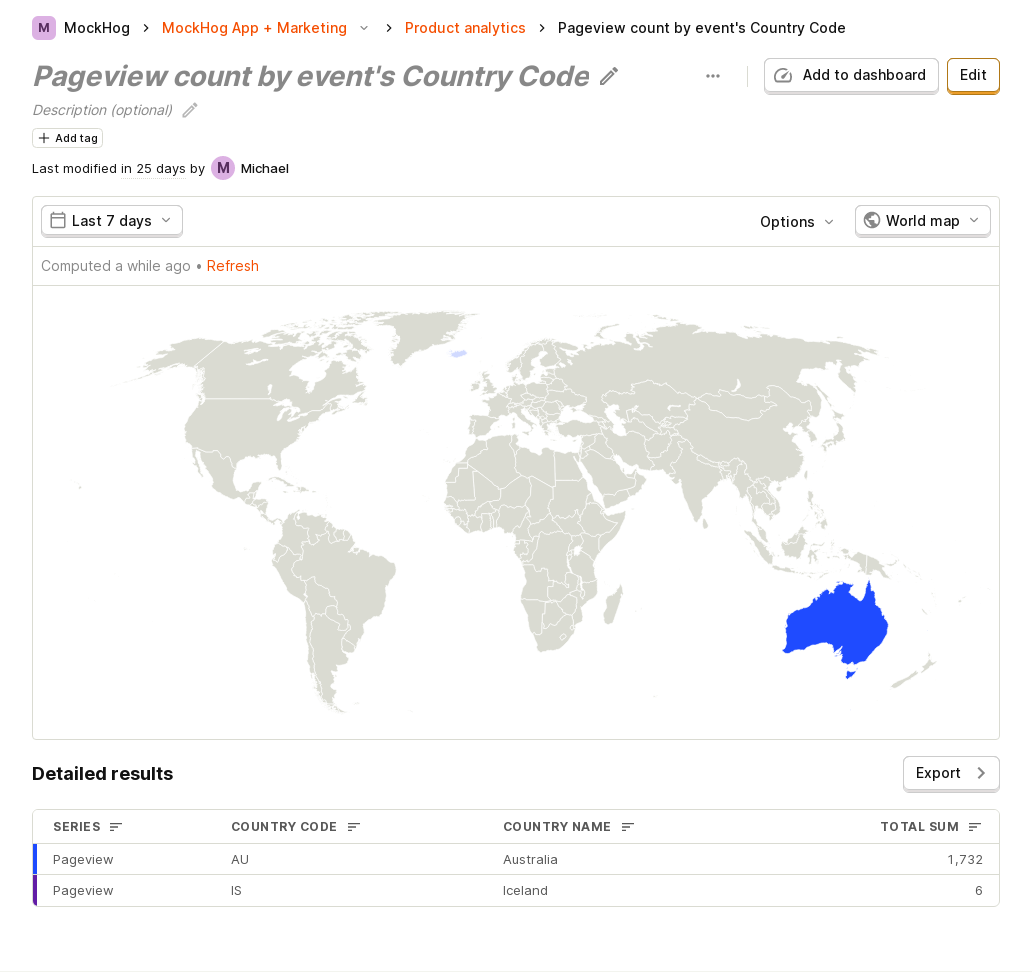 M MockHog MockHog App + Marketing Product analytics Pageview count by event's Country Code
Pageview count by event's Country Code
Add to dashboard
Edit
Description (optional)
Add tag
Last modified in 25 days by M Michael
Last 7 days
Options
World map
Computed a while ago • Refresh
Detailed results
Export
SERIES COUNTRY CODE COUNTRY NAME TOTAL SUM
Pageview AU Australia 1,732
Pageview IS Iceland 6